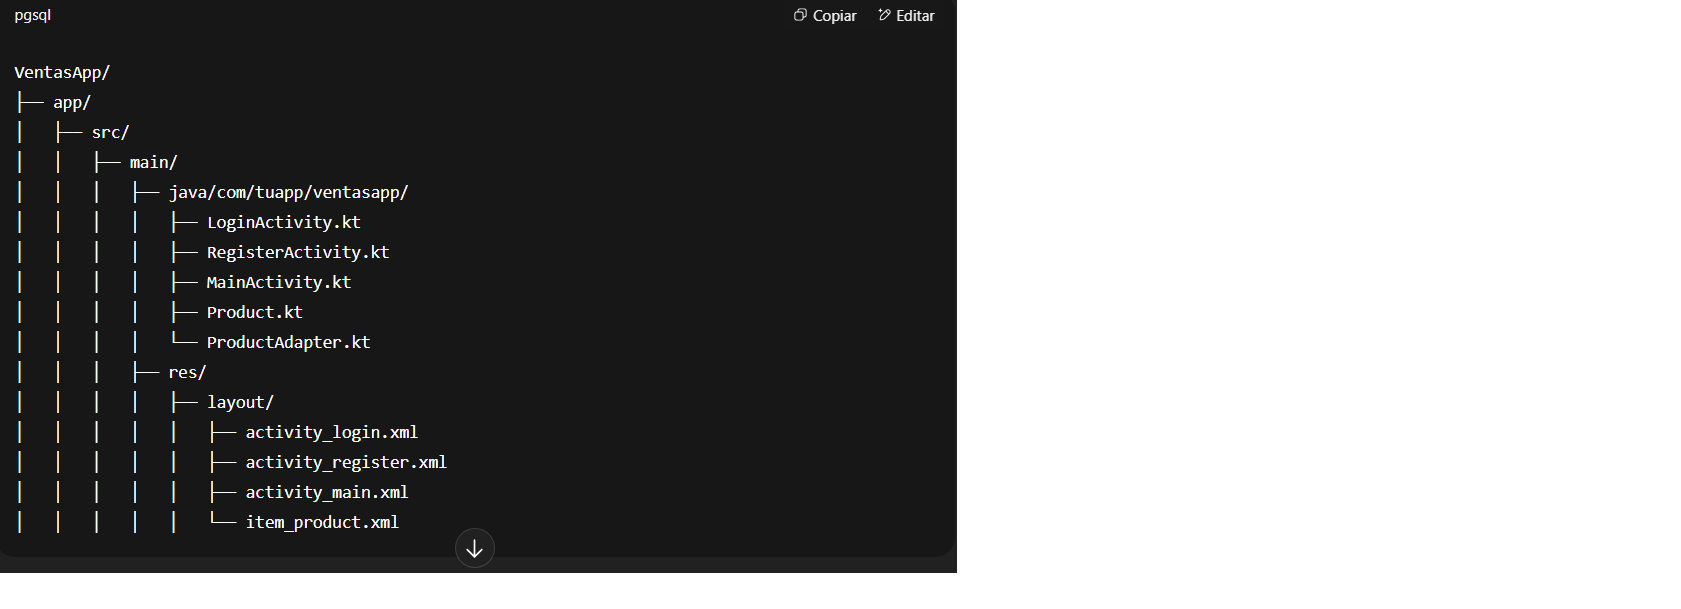 pgsql
Copiar Editar
VentasApp/
├── app/
│   ├── src/
│   │   ├── main/
│   │   │   ├── java/com/tuapp/ventasapp/
│   │   │   │   ├── LoginActivity.kt
│   │   │   │   ├── RegisterActivity.kt
│   │   │   │   ├── MainActivity.kt
│   │   │   │   ├── Product.kt
│   │   │   │   └── ProductAdapter.kt
│   │   │   ├── res/
│   │   │   │   ├── layout/
│   │   │   │   │   ├── activity_login.xml
│   │   │   │   │   ├── activity_register.xml
│   │   │   │   │   ├── activity_main.xml
│   │   │   │   │   └── item_product.xml